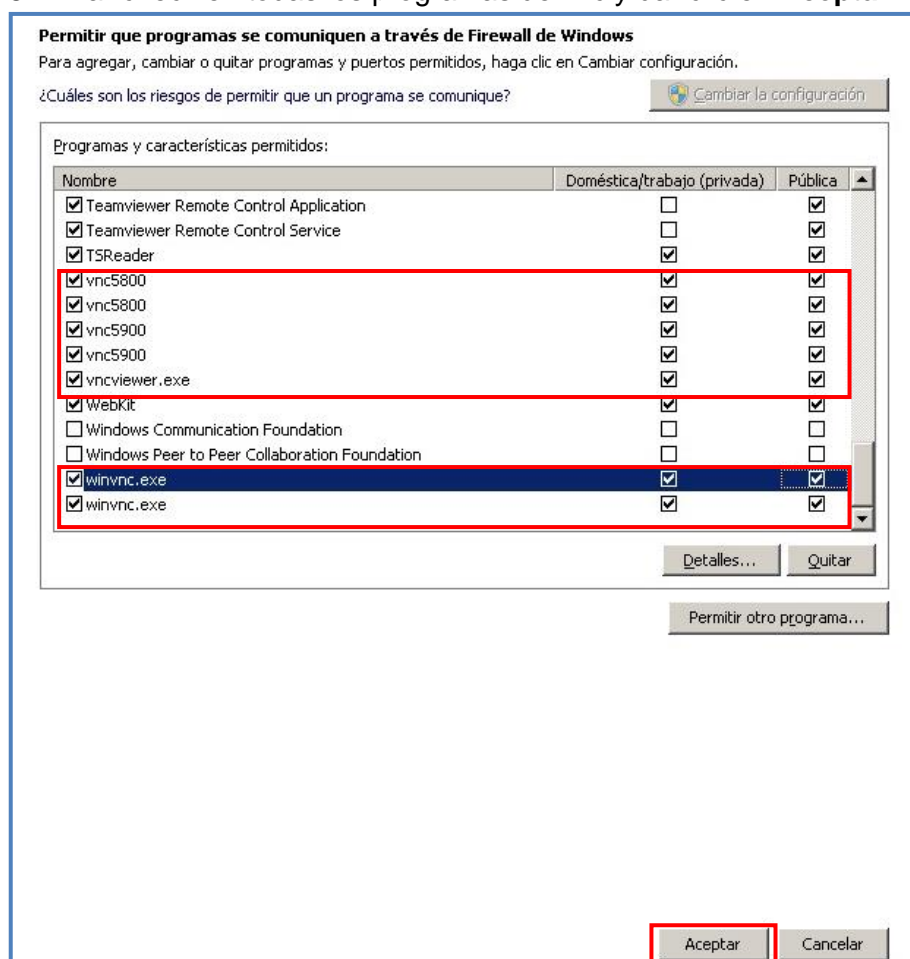 Permitir que programas se comuniquen a través de Firewall de Windows
Para agregar, cambiar o quitar programas y puertos permitidos, haga clic en Cambiar configuración.
¿Cuáles son los riesgos de permitir que un programa se comunique? Cambiar la configuración
Programas y características permitidos:
Nombre Doméstica/trabajo (privada) Pública
Teamviewer Remote Control Application
Teamviewer Remote Control Service
TSReader
vnc5800
vnc5800
vnc5900
vnc5900
vncviewer.exe
WebKit
Windows Communication Foundation
Windows Peer to Peer Collaboration Foundation
winvnc.exe
winvnc.exe
Detalles... Quitar
Permitir otro programa...
Aceptar Cancelar